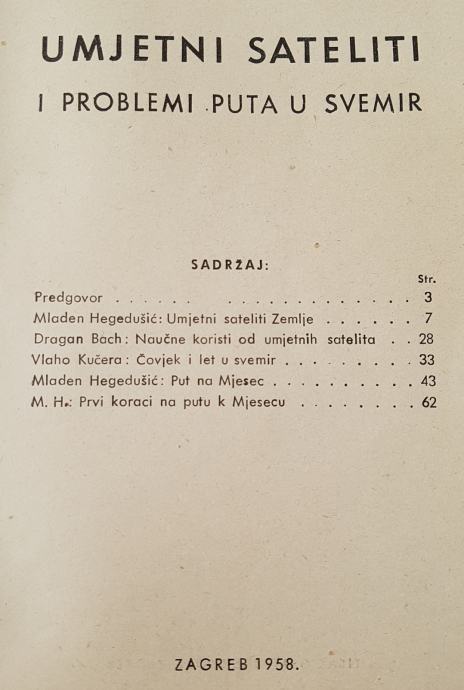 UMJETNI SATELITI
I PROBLEMI PUTA U SVEMIR
SADRŽAJ:
Str.
Predgovor . . . . . . . . . . . . . . . . . . . 3
Mladen Hegedušić: Umjetni sateliti Zemlje . . . . . . 7
Dragan Bach: Naučne koristi od umjetnih satelita . . 28
Vlaho Kučera: Čovjek i let u svemir . . . . . . . . . 33
Mladen Hegedušić: Put na Mjesec . . . . . . . . . . 43
M. H.: Prvi koraci na putu k Mjesecu . . . . . . . . 62
ZAGREB 1958.